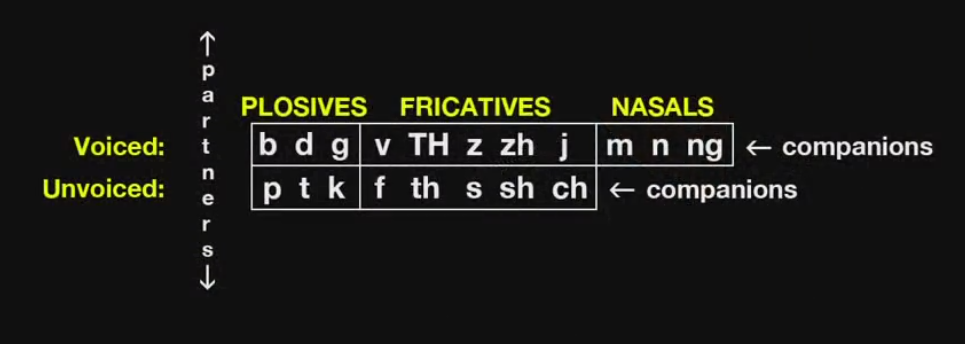 ↑ partners ↓
PLOSIVES FRICATIVES NASALS
Voiced: b d g v TH z zh j m n ng ← companions
Unvoiced: p t k f th s sh ch ← companions